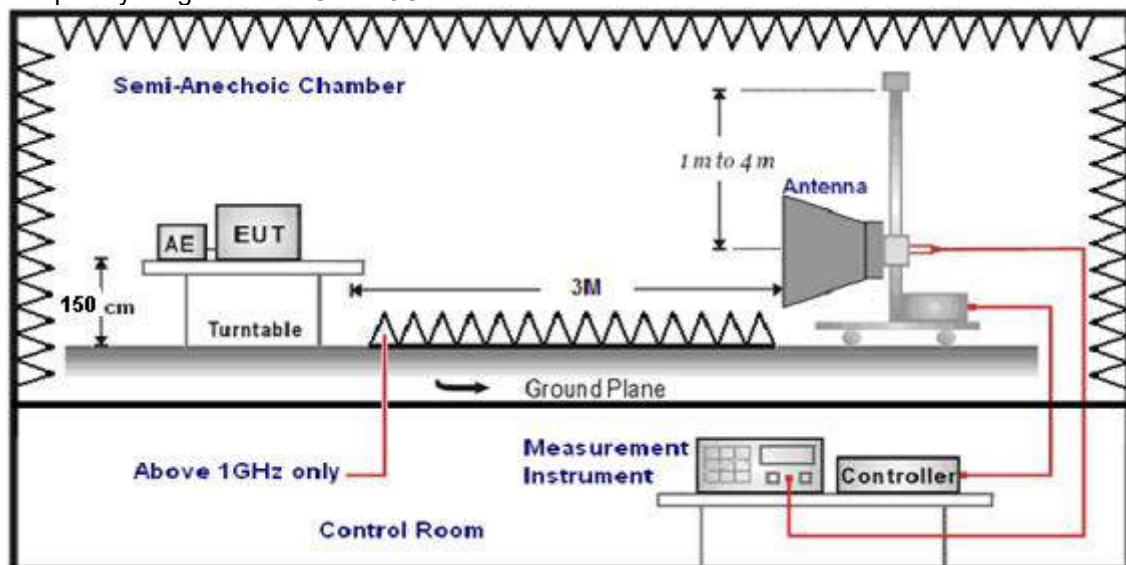 Semi-Anechoic Chamber
1 m to 4 m
Antenna
AE
EUT
150 cm
3M
Turntable
Ground Plane
Above 1GHz only
Measurement
Instrument
Controller
Control Room